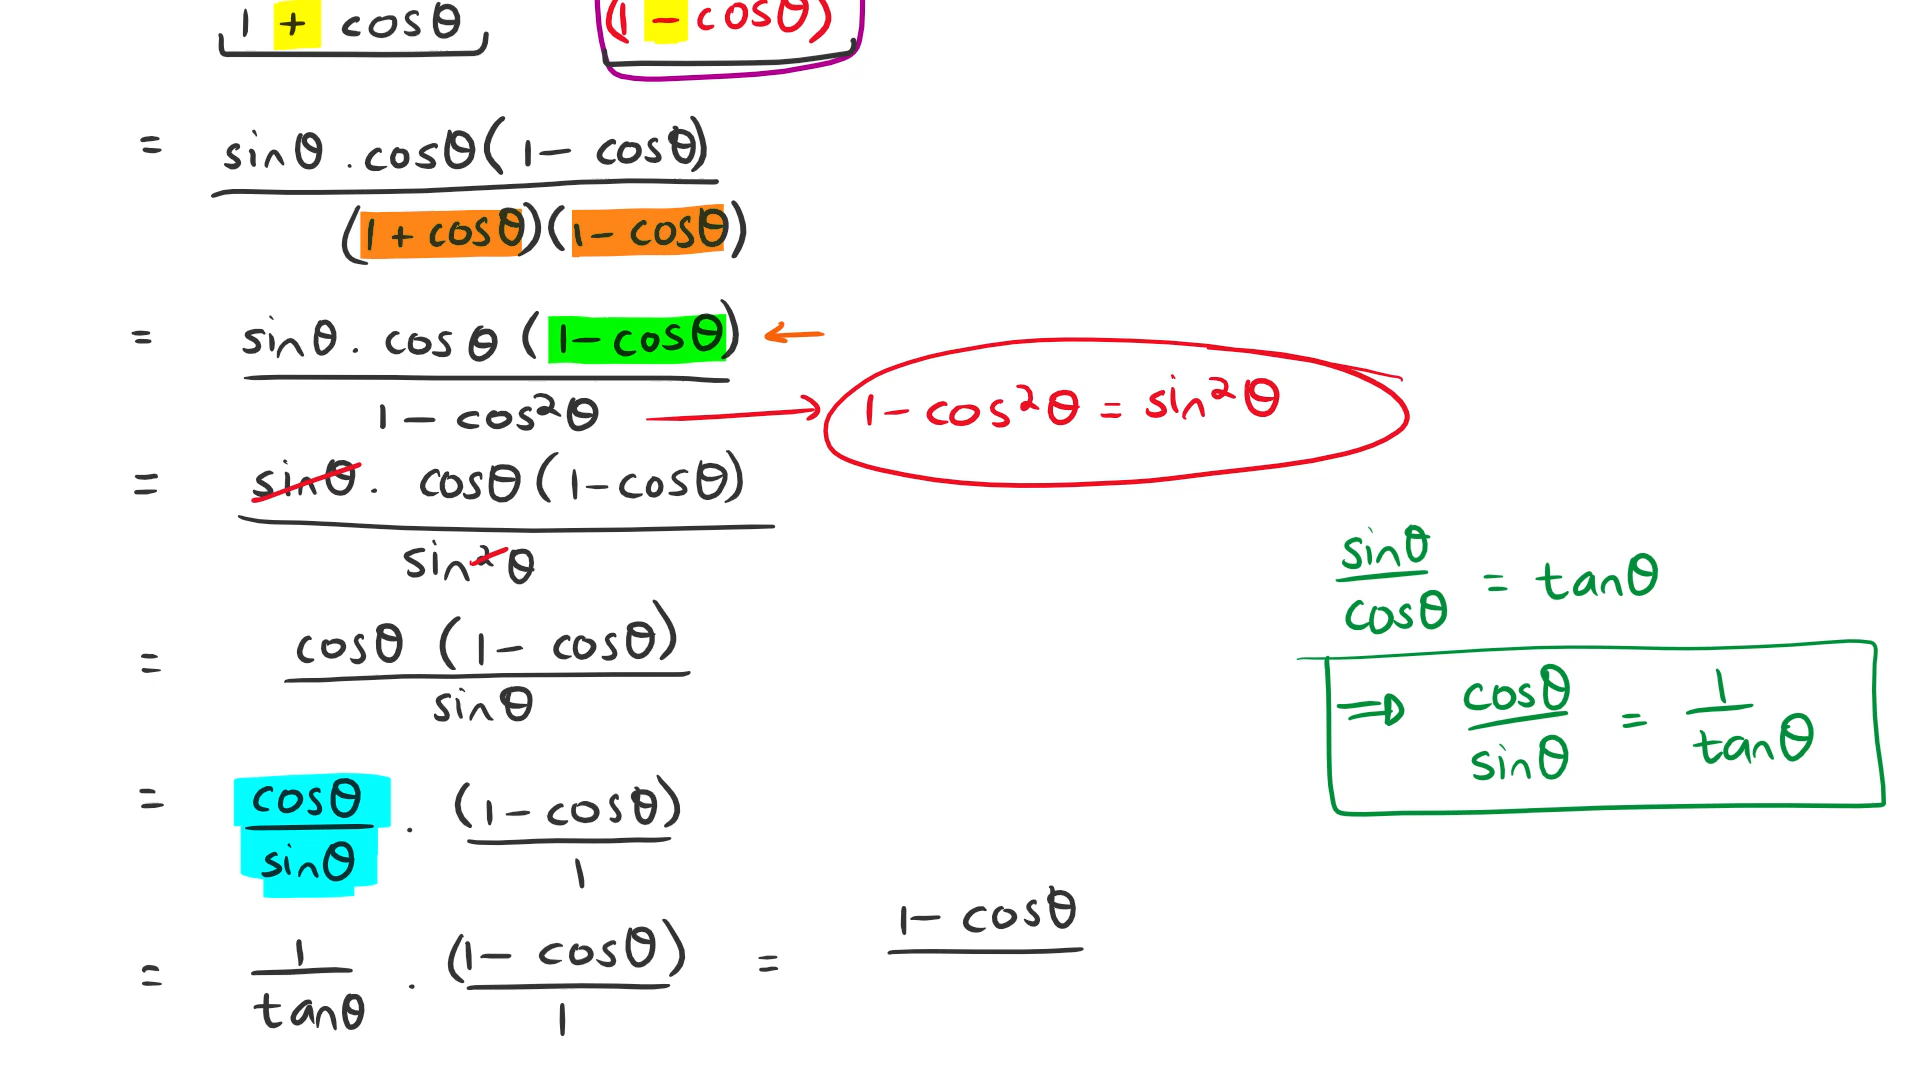 1 + cosθ (1 - cosθ)
= sinθ . cosθ(1 - cosθ)
(1 + cosθ)(1 - cosθ)
= sinθ . cosθ (1 - cosθ) ←
1 - cos²θ → 1 - cos²θ = sin²θ
= sinθ . cosθ (1 - cosθ)
sin²θ
sinθ
cosθ = tanθ
= cosθ (1 - cosθ)
sinθ
⇒ cosθ = 1
sinθ tanθ
= cosθ . (1 - cosθ)
sinθ 1
= 1 . (1 - cosθ) = 1 - cosθ
tanθ 1